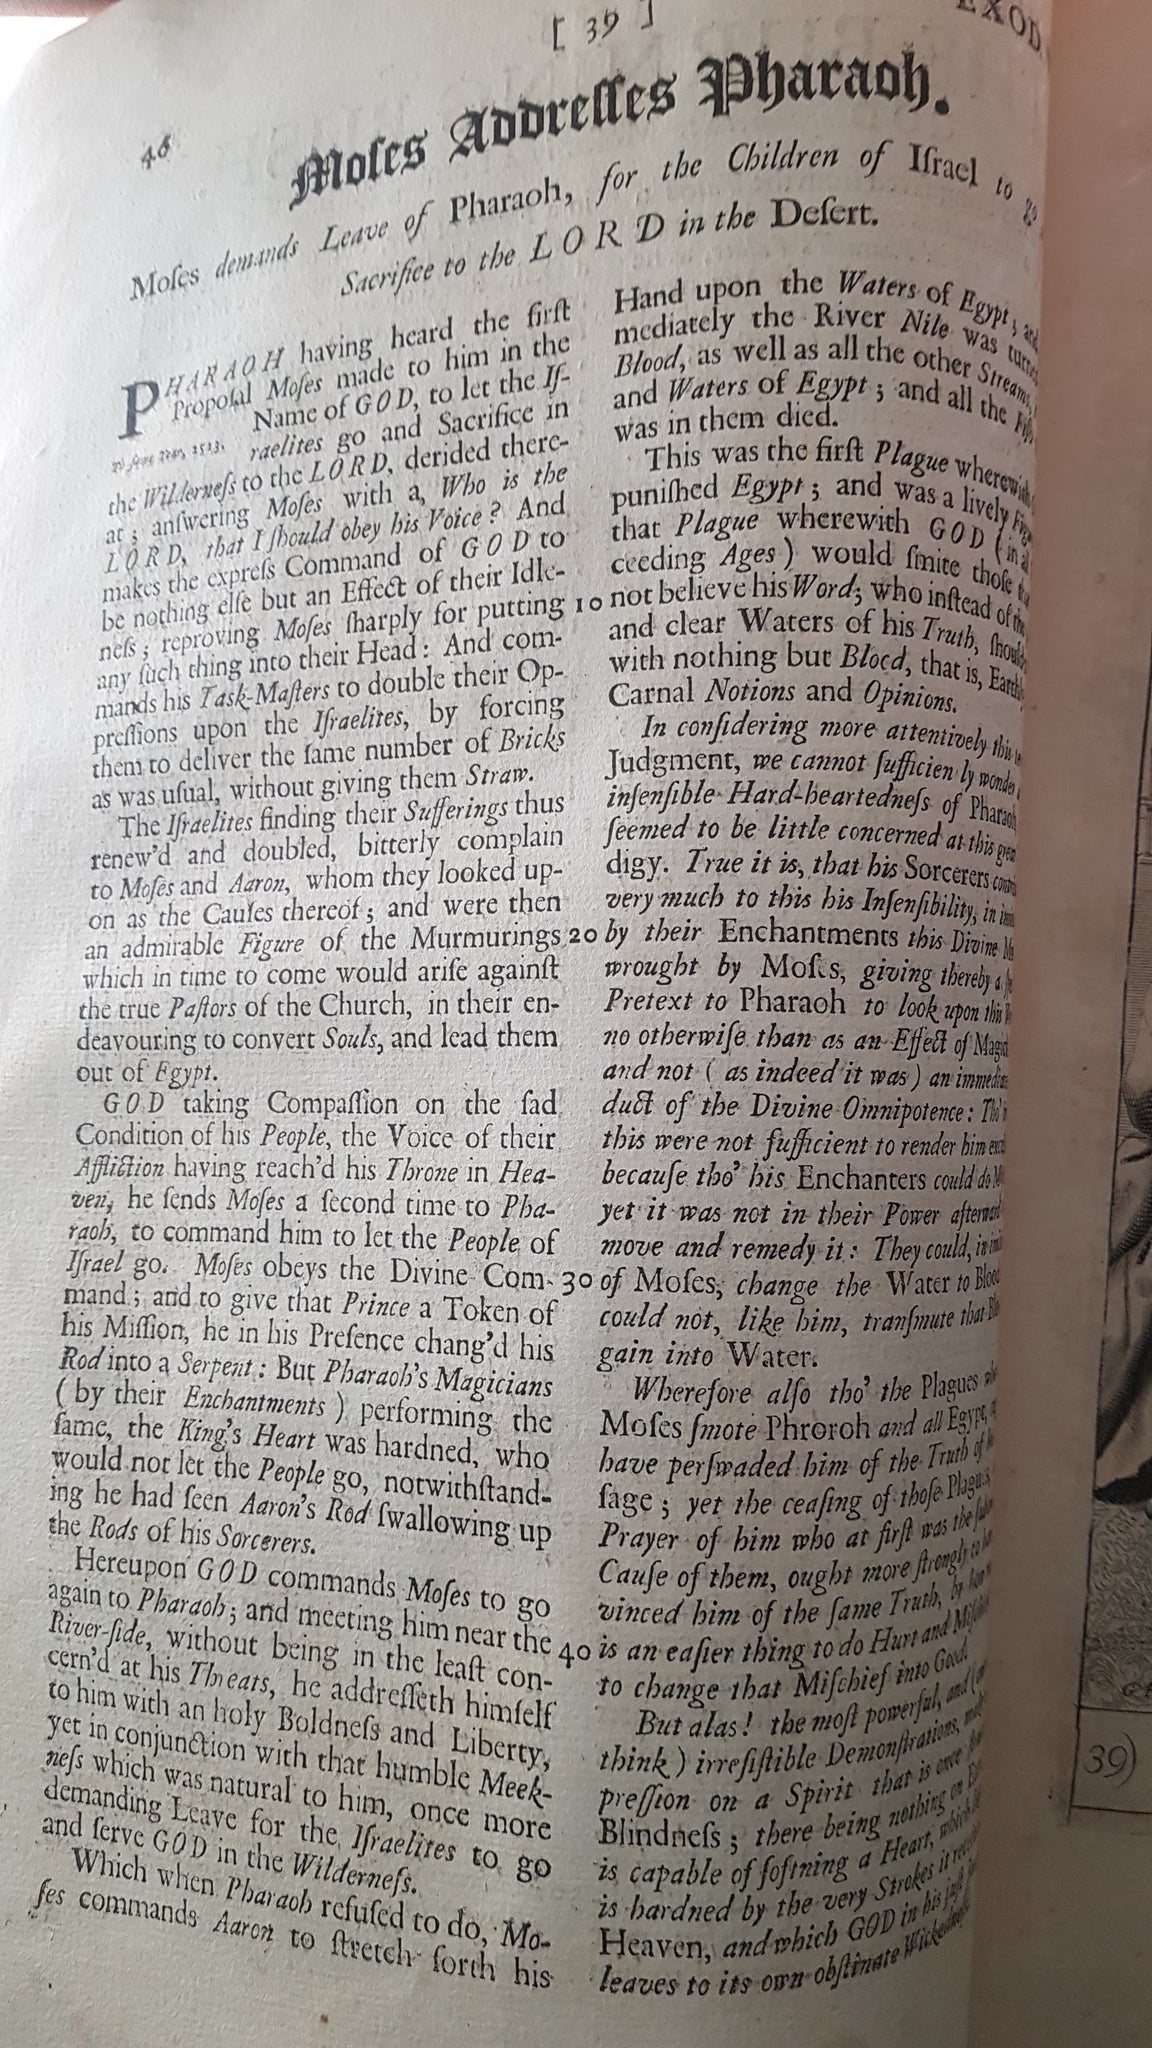 [ 39 ]
EXOD
46
Moſes Addreſſes Pharaoh.
Moſes demands Leave of Pharaoh, for the Children of Iſrael to go
Sacrifice to the LORD in the Deſert.
PHARAOH having heard the firſt
Propoſal Moſes made to him in the
Name of GOD, to let the Iſ-
raelites go and Sacrifice in
the Wilderneſs to the LORD, derided there-
at; anſwering Moſes with a, Who is the
LORD, that I ſhould obey his Voice? And
makes the expreſs Command of GOD to
be nothing elſe but an Effect of their Idle-
neſs; reproving Moſes ſharply for putting
any ſuch thing into their Head: And com-
mands his Task-Maſters to double their Op-
preſſions upon the Iſraelites, by forcing
them to deliver the ſame number of Bricks
as was uſual, without giving them Straw.
The Iſraelites finding their Sufferings thus
renew'd and doubled, bitterly complain
to Moſes and Aaron, whom they looked up-
on as the Cauſes thereof; and were then
an admirable Figure of the Murmurings
which in time to come would ariſe againſt
the true Paſtors of the Church, in their en-
deavouring to convert Souls, and lead them
out of Egypt.
GOD taking Compaſſion on the ſad
Condition of his People, the Voice of their
Affliction having reach'd his Throne in Hea-
ven, he ſends Moſes a ſecond time to Pha-
raoh, to command him to let the People of
Iſrael go. Moſes obeys the Divine Com-
mand; and to give that Prince a Token of
his Miſſion, he in his Preſence chang'd his
Rod into a Serpent: But Pharaoh's Magicians
( by their Enchantments ) performing the
ſame, the King's Heart was hardned, who
would not let the People go, notwithſtand-
ing he had ſeen Aaron's Rod ſwallowing up
the Rods of his Sorcerers.
Hereupon GOD commands Moſes to go
again to Pharaoh; and meeting him near the
River-ſide, without being in the leaſt con-
cern'd at his Threats, he addreſſeth himſelf
to him with an holy Boldneſs and Liberty,
yet in conjunction with that humble Meek-
neſs which was natural to him, once more
demanding Leave for the Iſraelites to go
and ſerve GOD in the Wilderneſs.
Which when Pharaoh refuſed to do, Mo-
ſes commands Aaron to ſtretch forth his
Hand upon the Waters of Egypt; and
mediately the River Nile was turne
Blood, as well as all the other Streams,
and Waters of Egypt; and all the Fiſh
was in them died.
This was the firſt Plague wherewith
puniſhed Egypt; and was a lively
that Plague wherewith GOD ( in
ceeding Ages ) would ſmite thoſe
10 not believe his Word; who inſtead of the
and clear Waters of his Truth, ſhould
with nothing but Blood, that is, Earthly
Carnal Notions and Opinions.
In conſidering more attentively this
Judgment, we cannot ſufficien ly wonder
inſenſible Hard-heartedneſs of Pharaoh
ſeemed to be little concerned at this great
digy. True it is, that his Sorcerers
very much to this his Inſenſibility, in
20 by their Enchantments this Divine
wrought by Moſes, giving thereby a
Pretext to Pharaoh to look upon this
no otherwiſe than as an Effect of Magic
and not ( as indeed it was ) an immedia
duct of the Divine Omnipotence: Tho'
this were not ſufficient to render him
becauſe tho' his Enchanters could do
yet it was not in their Power afterward
move and remedy it: They could,
30 of Moſes, change the Water to Blood
could not, like him, tranſmute that
gain into Water.
Wherefore alſo tho' the Plagues
Moſes ſmote Phroroh and all Egypt,
have perſwaded him of the Truth of
ſage; yet the ceaſing of thoſe Plagues
Prayer of him who at firſt was the
Cauſe of them, ought more ſtrongly to
vinced him of the ſame Truth, by
40 is an eaſier thing to do Hurt and Miſchief
to change that Miſchief into Good.
But alas! the moſt powerful, and
think ) irreſiſtible Demonſtrations,
preſſion on a Spirit that is once
Blindneſs; there being nothing on
is capable of ſoftning a Heart, which
is hardned by the very Strokes it
Heaven, and which GOD in his juſt
leaves to its own obſtinate Wickedneſs
39)